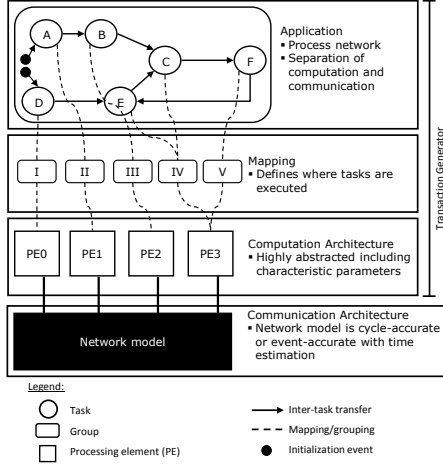 A
B
C
F
D
E
Application
▪ Process network
▪ Separation of
computation and
communication
I
II
III
IV
V
Mapping
▪ Defines where tasks are
executed
PE0
PE1
PE2
PE3
Computation Architecture
▪ Highly abstracted including
characteristic parameters
Transaction Generator
Network model
Communication Architecture
▪ Network model is cycle-accurate
or event-accurate with time
estimation
Legend:
Task
Group
Processing element (PE)
Inter-task transfer
Mapping/grouping
Initialization event